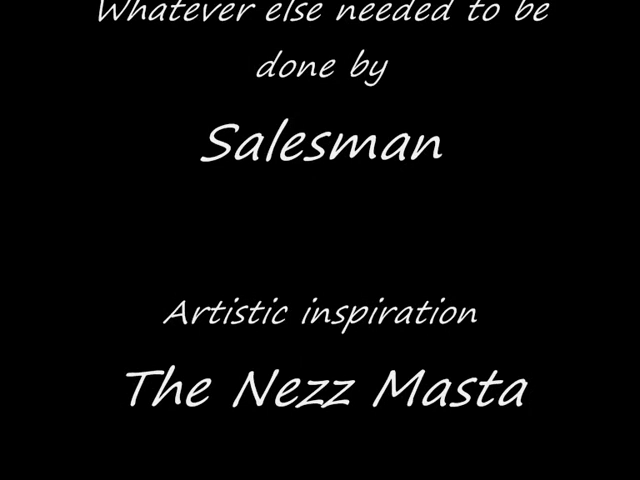 Whatever else needed to be
done by
Salesman
Artistic inspiration
The Nezz Masta